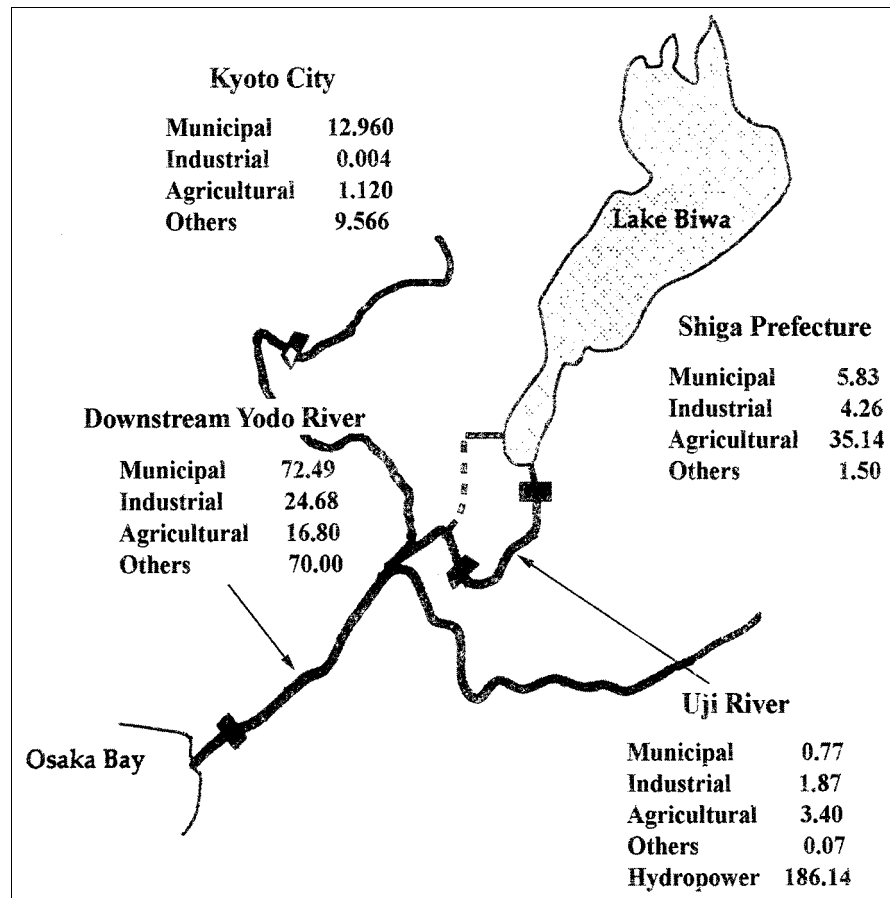 Kyoto City
Municipal 12.960
Industrial 0.004
Agricultural 1.120
Others 9.566
Lake Biwa
Shiga Prefecture
Municipal 5.83
Industrial 4.26
Agricultural 35.14
Others 1.50
Downstream Yodo River
Municipal 72.49
Industrial 24.68
Agricultural 16.80
Others 70.00
Uji River
Municipal 0.77
Industrial 1.87
Agricultural 3.40
Others 0.07
Hydropower 186.14
Osaka Bay